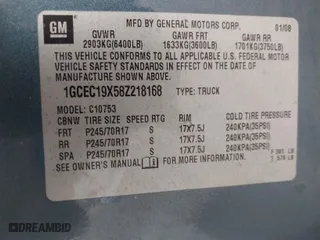 GM
MFD BY GENERAL MOTORS CORP. 01/08
GVWR GAWR FRT GAWR RR
2903KG(6400LB) 1633KG(3600LB) 1701KG(3750LB)
THIS VEHICLE CONFORMS TO ALL APPLICABLE U.S. FEDERAL MOTOR
VEHICLE SAFETY STANDARDS IN EFFECT ON THE DATE OF
MANUFACTURE SHOWN ABOVE.
1GCEC19X58Z218168 TYPE: TRUCK
MODEL: C10753
CBNW TIRE SIZE SPEED RTG RIM COLD TIRE PRESSURE
FRT P245/70R17 S 17X7.5J 240KPA(35PSI)
RR P245/70R17 S 17X7.5J 240KPA(35PSI)
SPA P245/70R17 S 17X7.5J 240KPA(35PSI)
SEE OWNER'S MANUAL FOR MORE INFORMATION.
DREAMBID